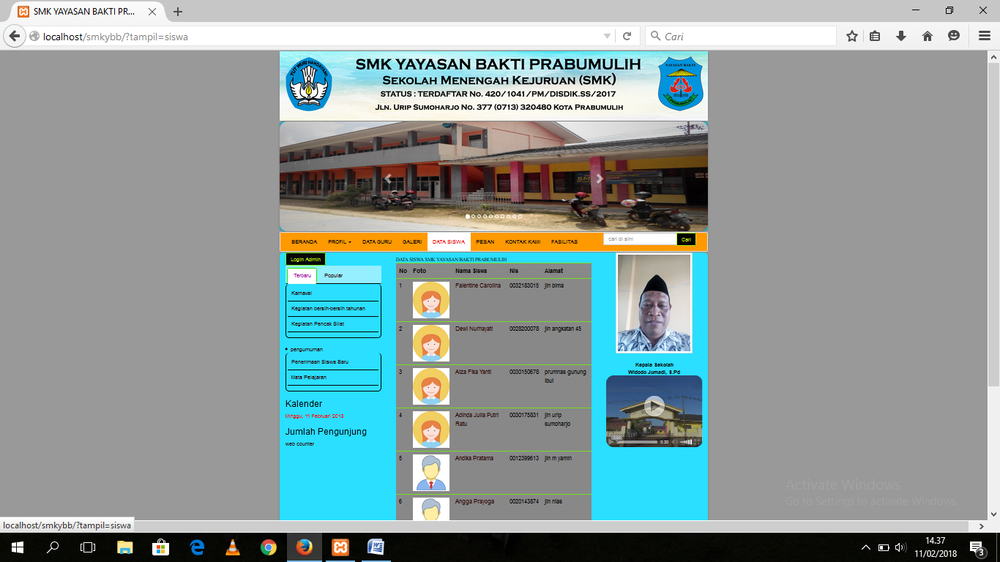 SMK YAYASAN BAKTI PR...
localhost/smkybb/?tampil=siswa
Cari
SMK YAYASAN BAKTI PRABUMULIH
SEKOLAH MENENGAH KEJURUAN (SMK)
STATUS : TERDAFTAR No. 420/1041/PM/DISDIK.SS/2017
JLN. URIP SUMOHARJO NO. 377 (0713) 320480 KOTA PRABUMULIH
TUT WURI HANDAYANI
YAYASAN BAKTI
PRABUMULIH
BERANDA PROFIL DATA GURU GALERI DATA SISWA PESAN KONTAK KAMI FASILITAS
cari di sini
Cari
Login Admin
Terbaru Popular
Karnaval
Kegiatan bersih-bersih tahunan
Kegiatan Pencak Silat
pengumuman
Penerimaan Siswa Baru
Mata Pelajaran
Kalender
Minggu, 11 Februari 2018
Jumlah Pengunjung
web counter
DATA SISWA SMK YAYASAN BAKTI PRABUMULIH
No Foto Nama Siswa Nis Alamat
1 Falentine Carolina 0032183015 jln bima
2 Dewi Nurnayati 0028200078 jln angkatan 45
3 Aiza Fika Yanti 0030150678 prumnas gunung
ibul
4 Adinda Julia Putri 0030175831 jln urip
Ratu sumoharjo
5 Andika Pratama 0012399613 jln m yamin
6 Angga Prayoga 0020143874 jln nias
Kepala Sekolah
Widodo Jumadi, S.Pd
0:00
0:30
Activate Windows
Go to Settings to activate Windows.
localhost/smkybb/?tampil=siswa
14.37
11/02/2018
3